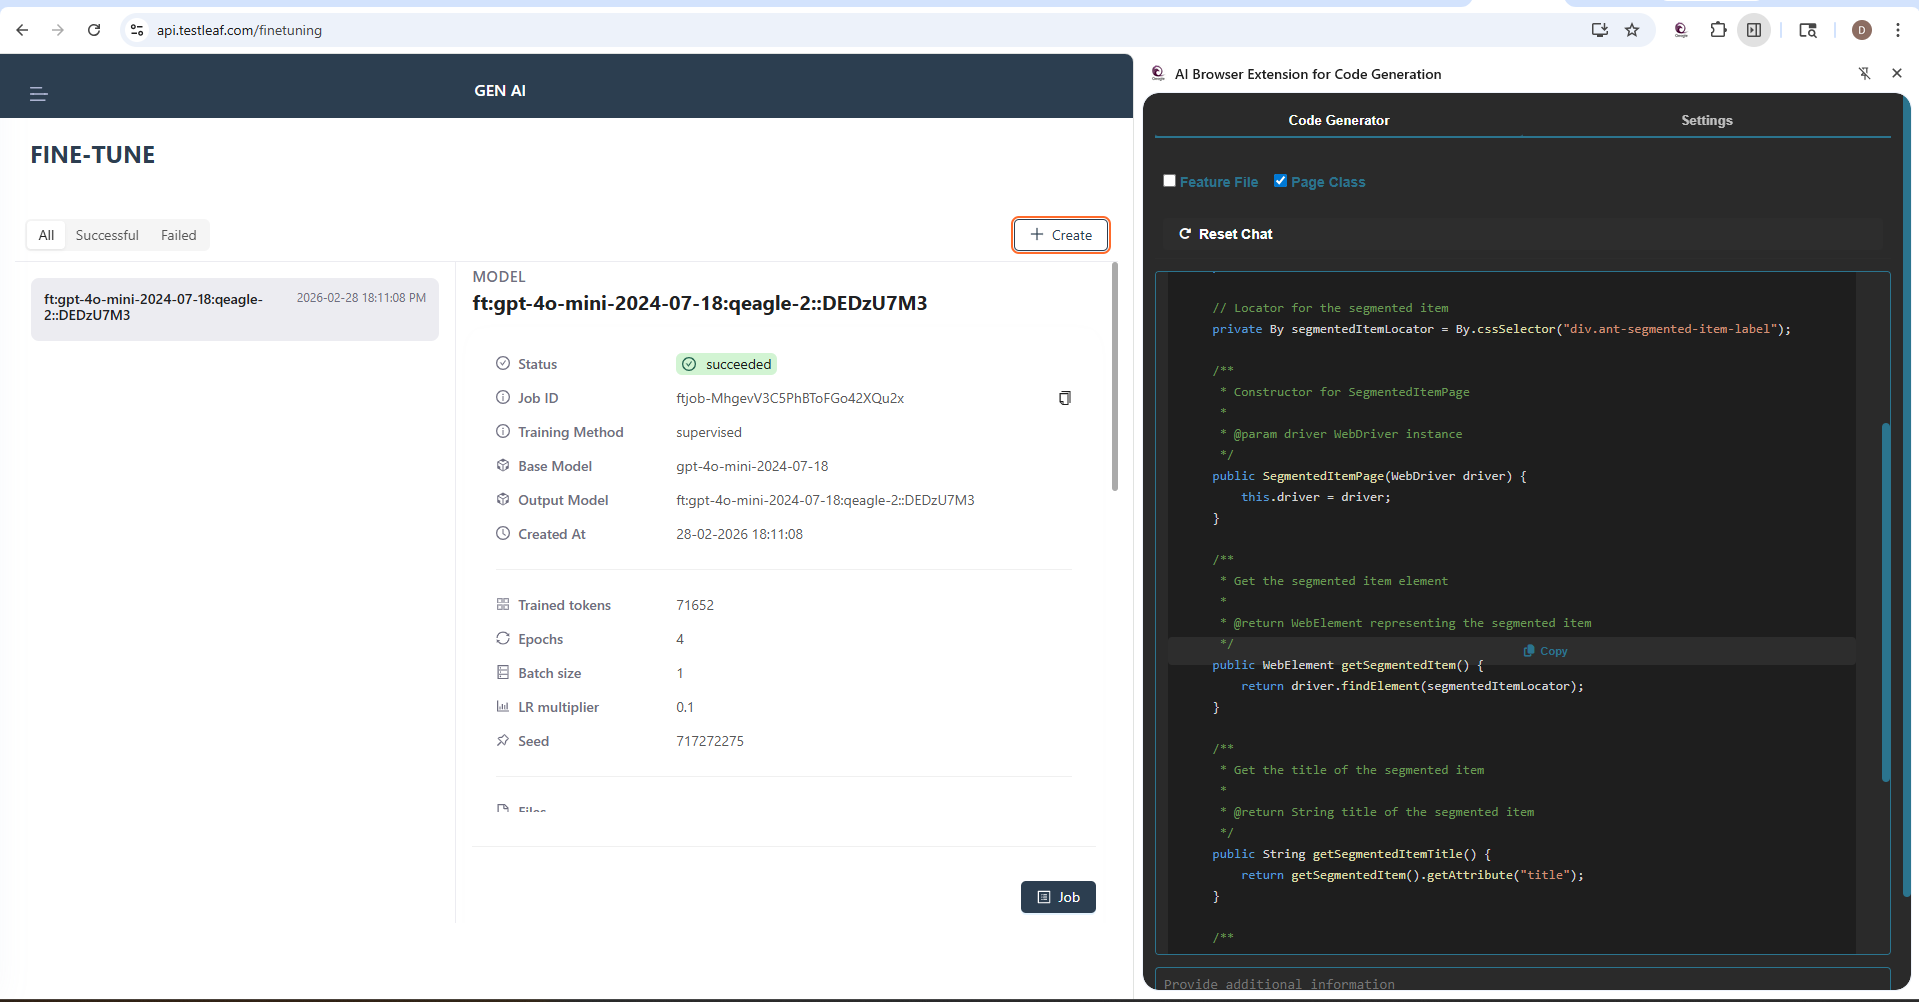 api.testleaf.com/finetuning
D
GEN AI
FINE-TUNE
All Successful Failed
Create
ft:gpt-4o-mini-2024-07-18:qeagle-2::DEDzU7M3
2026-02-28 18:11:08 PM
MODEL
ft:gpt-4o-mini-2024-07-18:qeagle-2::DEDzU7M3
Status succeeded
Job ID ftjob-MhgevV3C5PhBToFGo42XQu2x
Training Method supervised
Base Model gpt-4o-mini-2024-07-18
Output Model ft:gpt-4o-mini-2024-07-18:qeagle-2::DEDzU7M3
Created At 28-02-2026 18:11:08
Trained tokens 71652
Epochs 4
Batch size 1
LR multiplier 0.1
Seed 717272275
Files
Job
AI Browser Extension for Code Generation
Code Generator Settings
Feature File Page Class
Reset Chat
// Locator for the segmented item
private By segmentedItemLocator = By.cssSelector("div.ant-segmented-item-label");
/**
* Constructor for SegmentedItemPage
*
* @param driver WebDriver instance
*/
public SegmentedItemPage(WebDriver driver) {
this.driver = driver;
}
/**
* Get the segmented item element
*
* @return WebElement representing the segmented item
*/
Copy
public WebElement getSegmentedItem() {
return driver.findElement(segmentedItemLocator);
}
/**
* Get the title of the segmented item
*
* @return String title of the segmented item
*/
public String getSegmentedItemTitle() {
return getSegmentedItem().getAttribute("title");
}
/**
Provide additional information